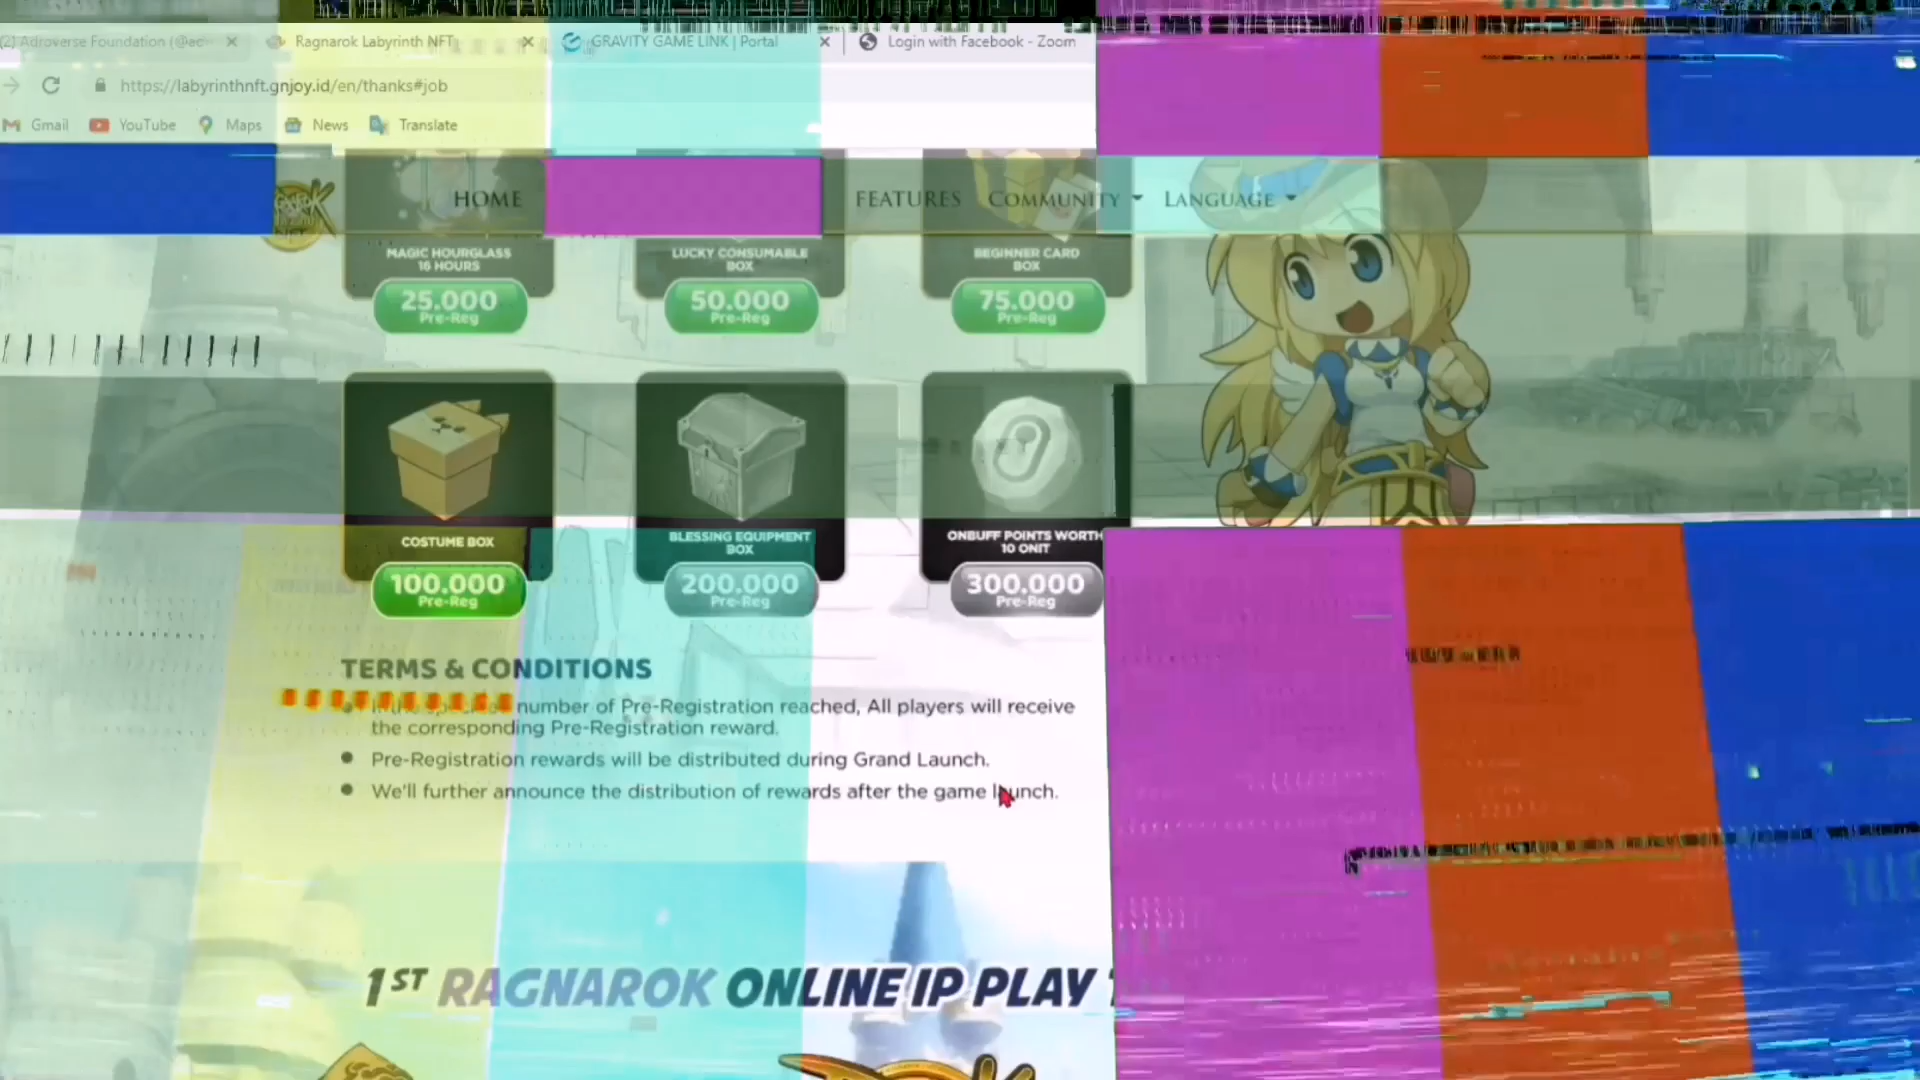 (2) Adroverse Foundation (@ac
Ragnarok Labyrinth NFT
GRAVITY GAME LINK | Portal
Login with Facebook - Zoom
https://labyrinthnft.gnjoy.id/en/thanks#job
Gmail
YouTube
Maps
News
Translate
HOME
FEATURES
COMMUNITY
LANGUAGE
MAGIC HOURGLASS
16 HOURS
25.000
Pre-Reg
LUCKY CONSUMABLE
BOX
50.000
Pre-Reg
BEGINNER CARD
BOX
75.000
Pre-Reg
COSTUME BOX
100.000
Pre-Reg
BLESSING EQUIPMENT
BOX
200.000
Pre-Reg
ONBUFF POINTS WORTH
10 ONIT
300.000
Pre-Reg
TERMS & CONDITIONS
number of Pre-Registration reached, All players will receive
the corresponding Pre-Registration reward.
Pre-Registration rewards will be distributed during Grand Launch.
We'll further announce the distribution of rewards after the game launch.
1ST RAGNAROK ONLINE IP PLAY